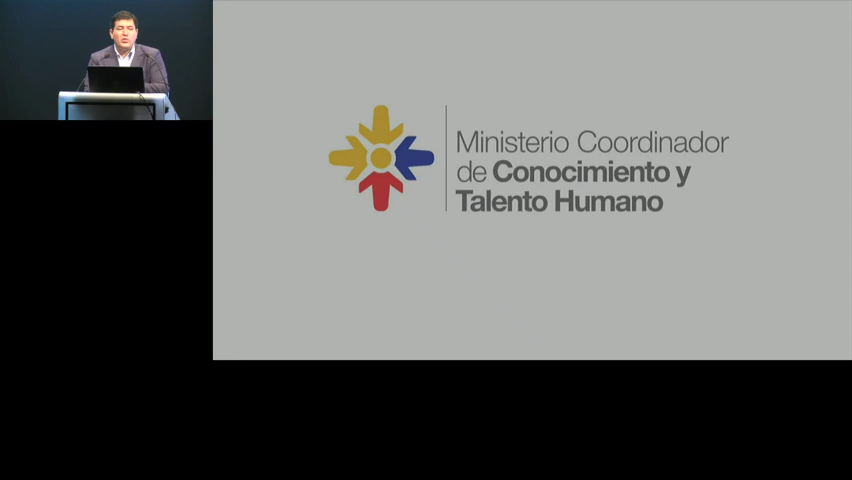 Ministerio Coordinador
de Conocimiento y
Talento Humano